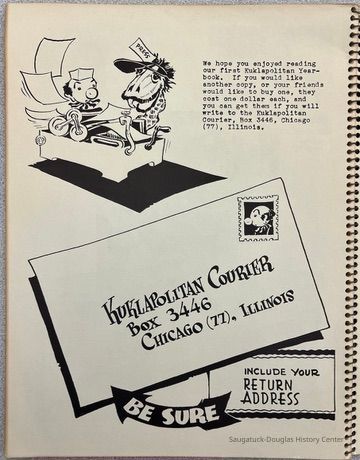 PRESS
We hope you enjoyed reading
our first Kuklapolitan Year-
book. If you would like
another copy, or your friends
would like to buy one, they
cost one dollar each, and
you can get them if you will
write to the Kuklapolitan
Courier, Box 3446, Chicago
(77), Illinois.
KUKLAPOLITAN COURIER
BOX 3446
CHICAGO (77), ILLINOIS
INCLUDE YOUR
RETURN
ADDRESS
BE SURE
Saugatuck-Douglas History Center